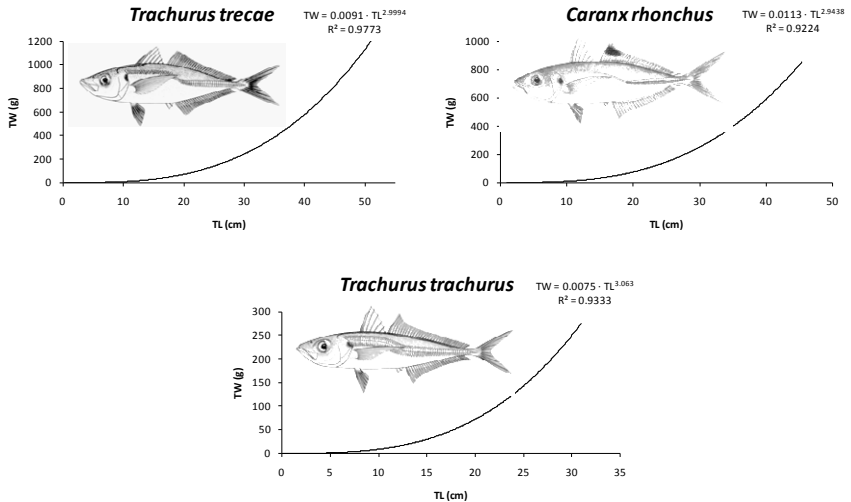 Trachurus trecae
TW = 0.0091 · TL^2.9994
R² = 0.9773
1200
1000
800
600
400
200
0
TW (g)
0 10 20 30 40 50
TL (cm)
Caranx rhonchus
TW = 0.0113 · TL^2.9438
R² = 0.9224
1000
800
600
400
200
0
TW (g)
0 10 20 30 40 50
TL (cm)
Trachurus trachurus
TW = 0.0075 · TL^3.063
R² = 0.9333
300
250
200
150
100
50
0
TW (g)
0 5 10 15 20 25 30 35
TL (cm)